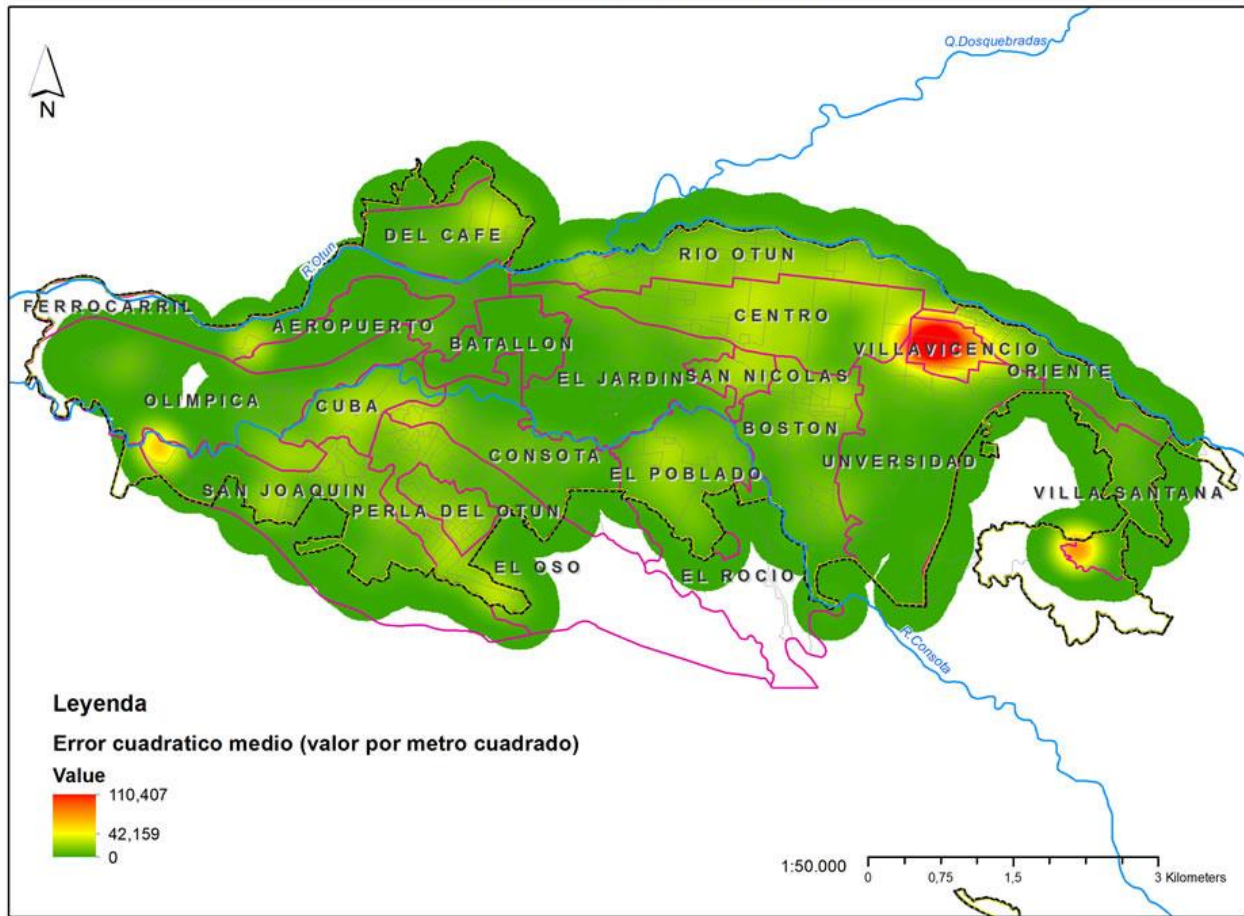 Q.Dosquebradas
N
DEL CAFE
R.Otun
RIO OTUN
FERROCARRIL
AEROPUERTO
CENTRO
BATALLON
VILLAVICENCIO
EL JARDIN
SAN NICOLAS
ORIENTE
OLIMPICA
CUBA
BOSTON
CONSOTA
EL POBLADO
UNVERSIDAD
SAN JOAQUIN
VILLA SANTANA
PERLA DEL OTUN
EL OSO
EL ROCIO
R.Consota
Leyenda
Error cuadratico medio (valor por metro cuadrado)
Value
110,407
42,159
0
1:50.000
0 0,75 1,5 3 Kilometers